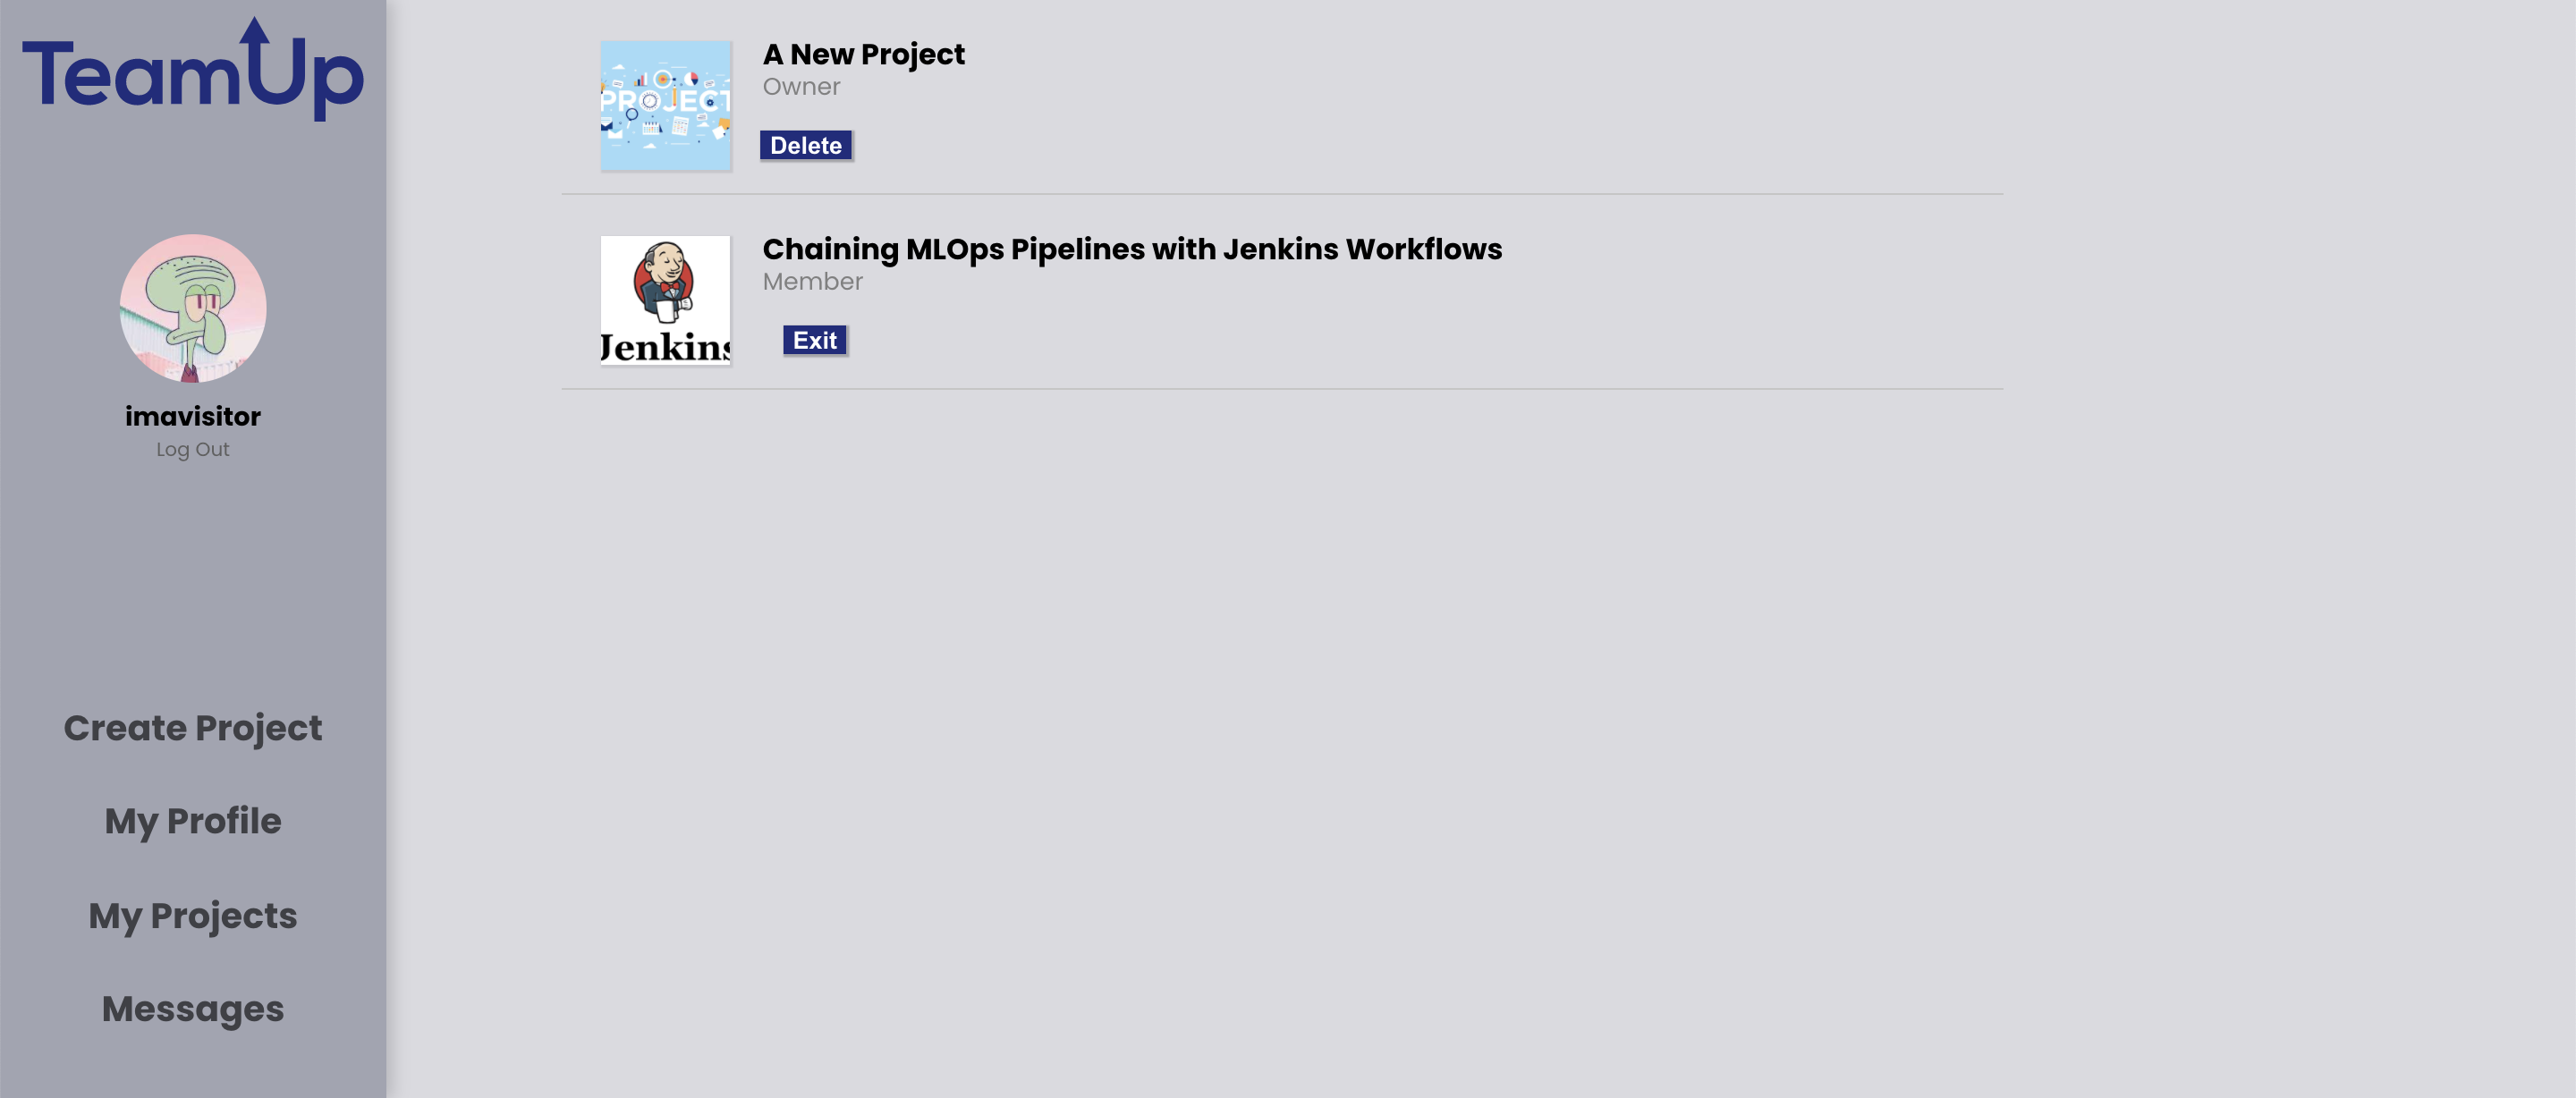 TeamUp
imavisitor
Log Out
Create Project
My Profile
My Projects
Messages
A New Project
Owner
PROJECT
Delete
Chaining MLOps Pipelines with Jenkins Workflows
Member
Jenkins
Exit